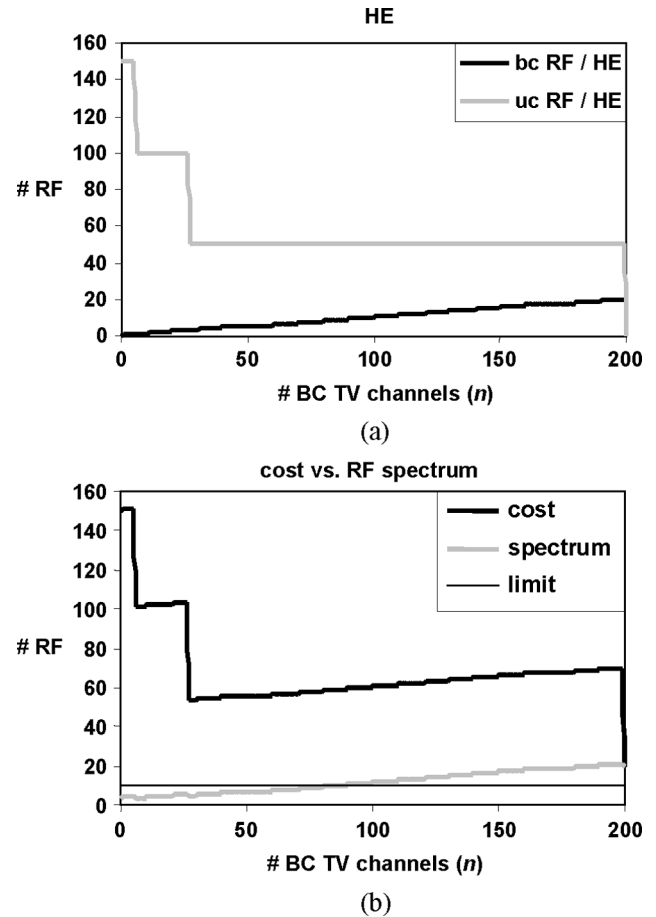 HE
160
140
120
100
80
60
40
20
0
# RF
bc RF / HE
uc RF / HE
0 50 100 150 200
# BC TV channels (n)
(a)
cost vs. RF spectrum
160
140
120
100
80
60
40
20
0
# RF
cost
spectrum
limit
0 50 100 150 200
# BC TV channels (n)
(b)